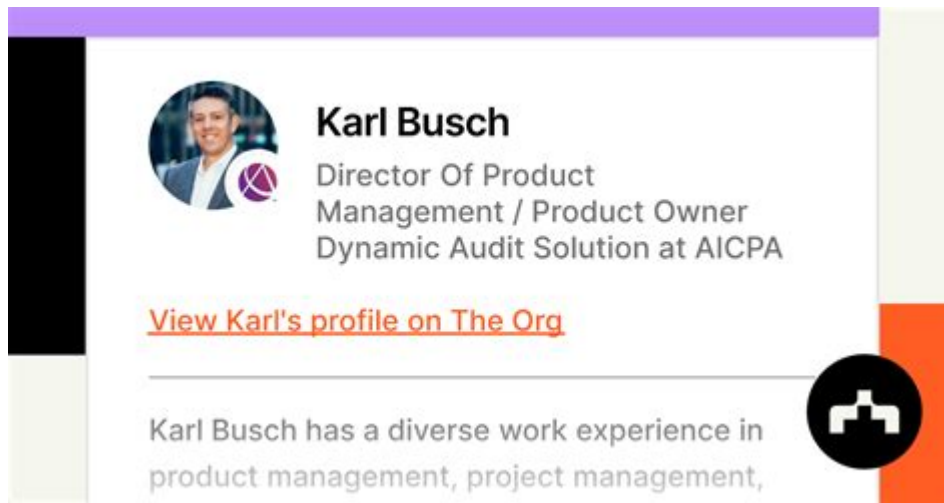 Karl Busch
Director Of Product
Management / Product Owner
Dynamic Audit Solution at AICPA
View Karl's profile on The Org
Karl Busch has a diverse work experience in
product management, project management,